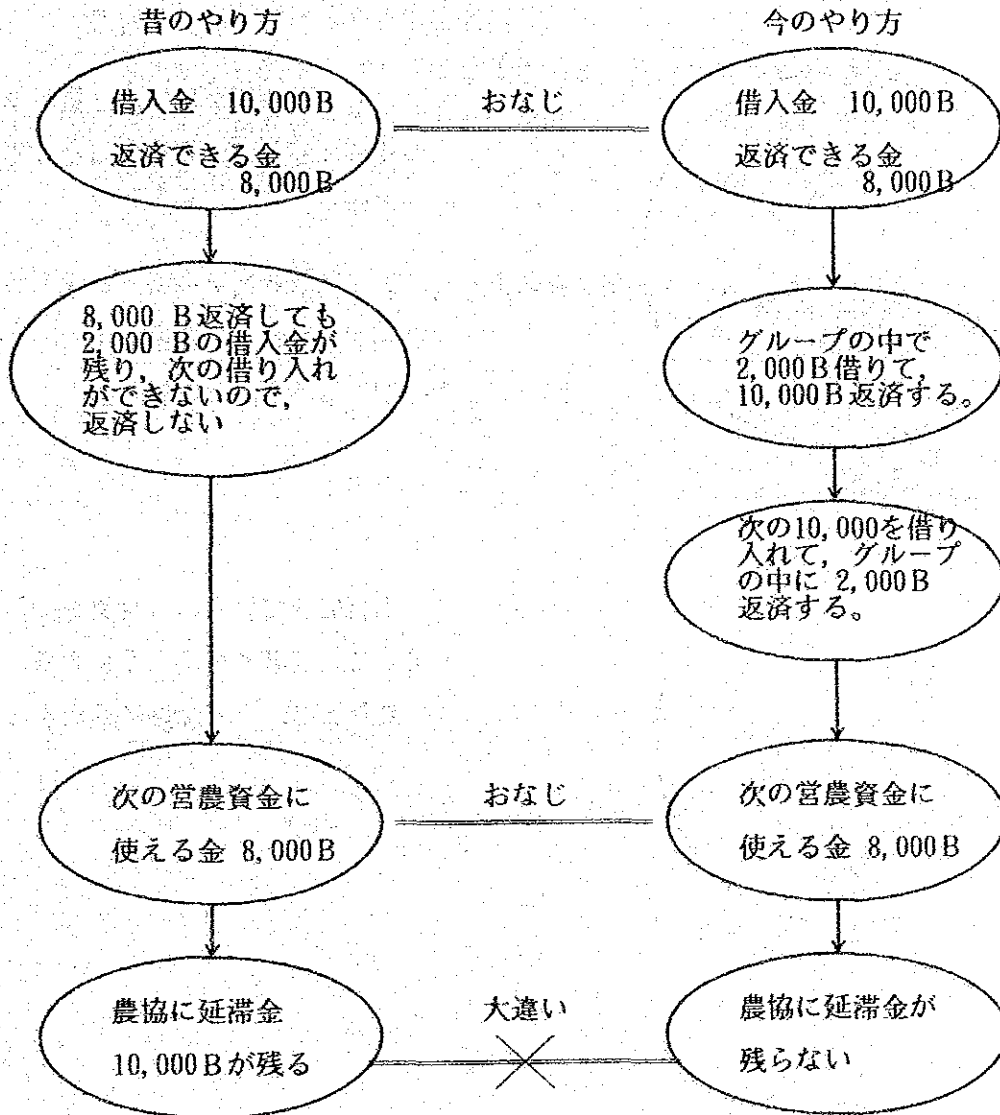 昔のやり方
今のやり方
借入金 10,000B
返済できる金
8,000B
おなじ
借入金 10,000B
返済できる金
8,000B
8,000 B返済しても
2,000 Bの借入金が
残り，次の借り入れ
ができないので，
返済しない
グループの中で
2,000B借りて，
10,000B返済する。
次の10,000を借り
入れて，グループ
の中に 2,000B
返済する。
次の営農資金に
使える金 8,000B
おなじ
次の営農資金に
使える金 8,000B
農協に延滞金
10,000Bが残る
大違い
農協に延滞金が
残らない